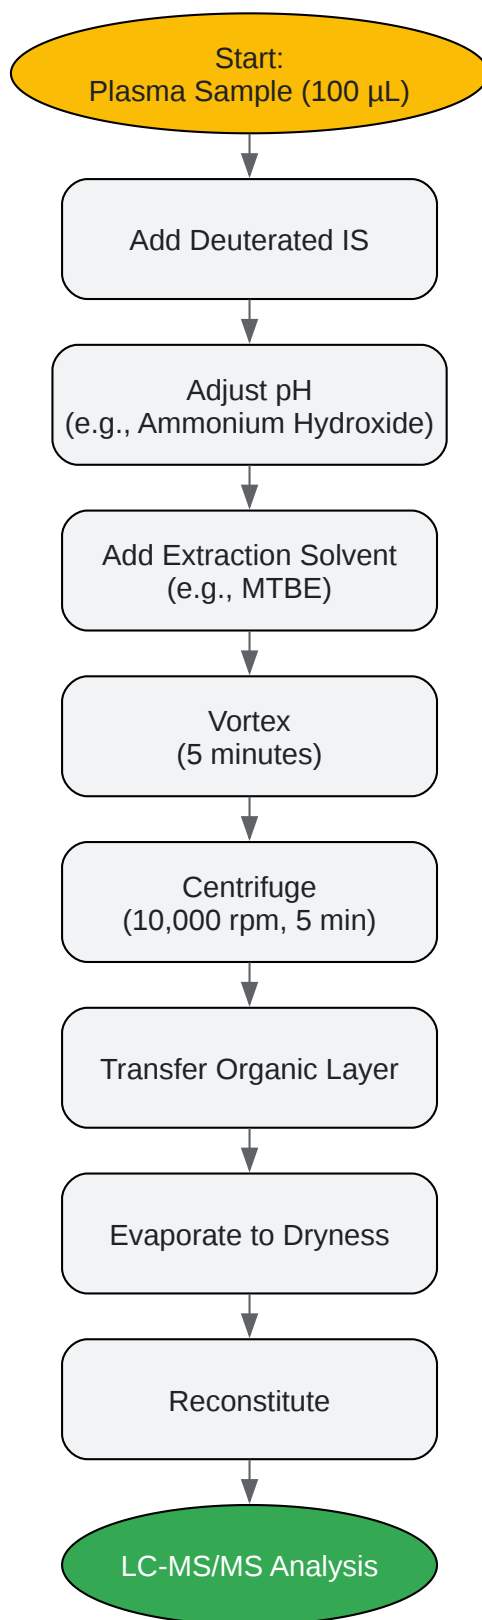 Start:
Plasma Sample (100 µL)
Add Deuterated IS
Adjust pH
(e.g., Ammonium Hydroxide)
Add Extraction Solvent
(e.g., MTBE)
Vortex
(5 minutes)
Centrifuge
(10,000 rpm, 5 min)
Transfer Organic Layer
Evaporate to Dryness
Reconstitute
LC-MS/MS Analysis